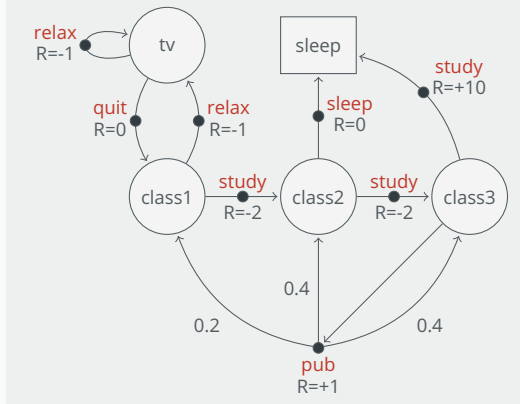 relax
R=-1
tv
sleep
study
R=+10
quit
R=0
relax
R=-1
sleep
R=0
class1
study
R=-2
class2
study
R=-2
class3
0.4
0.2
0.4
pub
R=+1